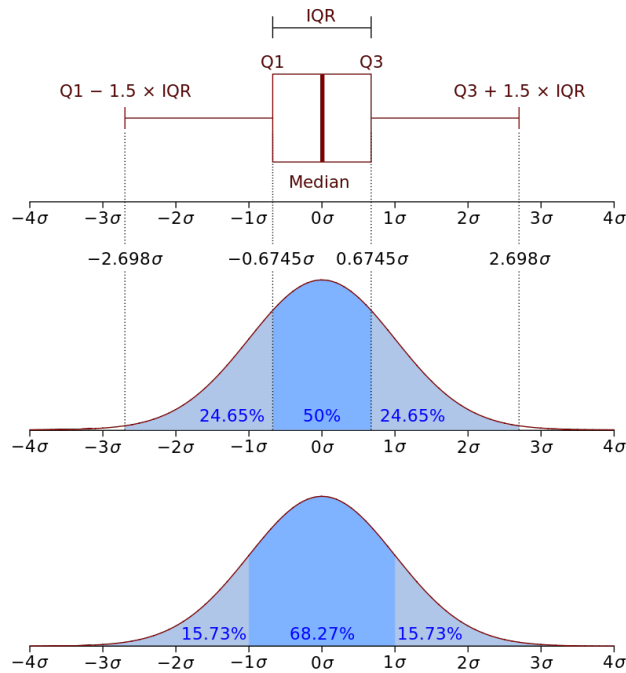 IQR
Q1 Q3
Q1 − 1.5 × IQR Q3 + 1.5 × IQR
Median
−4σ −3σ −2σ −1σ 0σ 1σ 2σ 3σ 4σ
−2.698σ −0.6745σ 0.6745σ 2.698σ
24.65% 50% 24.65%
−4σ −3σ −2σ −1σ 0σ 1σ 2σ 3σ 4σ
15.73% 68.27% 15.73%
−4σ −3σ −2σ −1σ 0σ 1σ 2σ 3σ 4σ